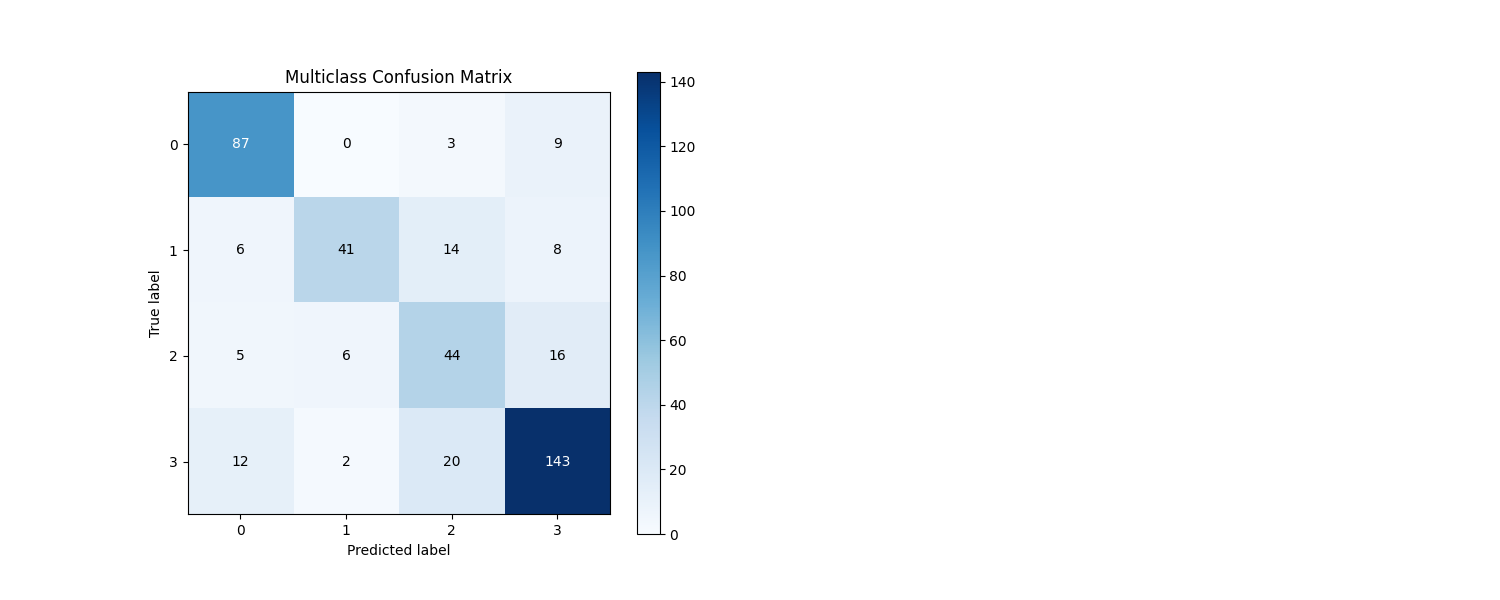 Multiclass Confusion Matrix
140
120
100
80
60
40
20
0
True label
0 87 0 3 9
1 6 41 14 8
2 5 6 44 16
3 12 2 20 143
0 1 2 3
Predicted label